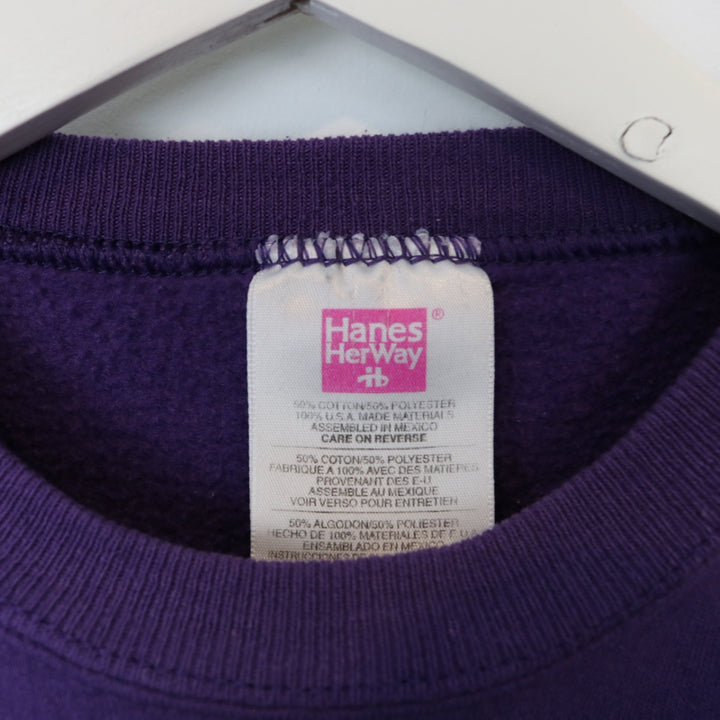 Hanes
HerWay
®
50% COTTON/50% POLYESTER
100% U.S.A. MADE MATERIALS
ASSEMBLED IN MEXICO
CARE ON REVERSE
50% COTON/50% POLYESTER
FABRIQUE A 100% AVEC DES MATIERES
PROVENANT DES E-U
ASSEMBLE AU MEXIQUE
VOIR VERSO POUR ENTRETIEN
50% ALGODON/50% POLIESTER
HECHO DE 100% MATERIALES DE E.U.
ENSAMBLADO EN MEXICO
INSTRUCCIONES DE